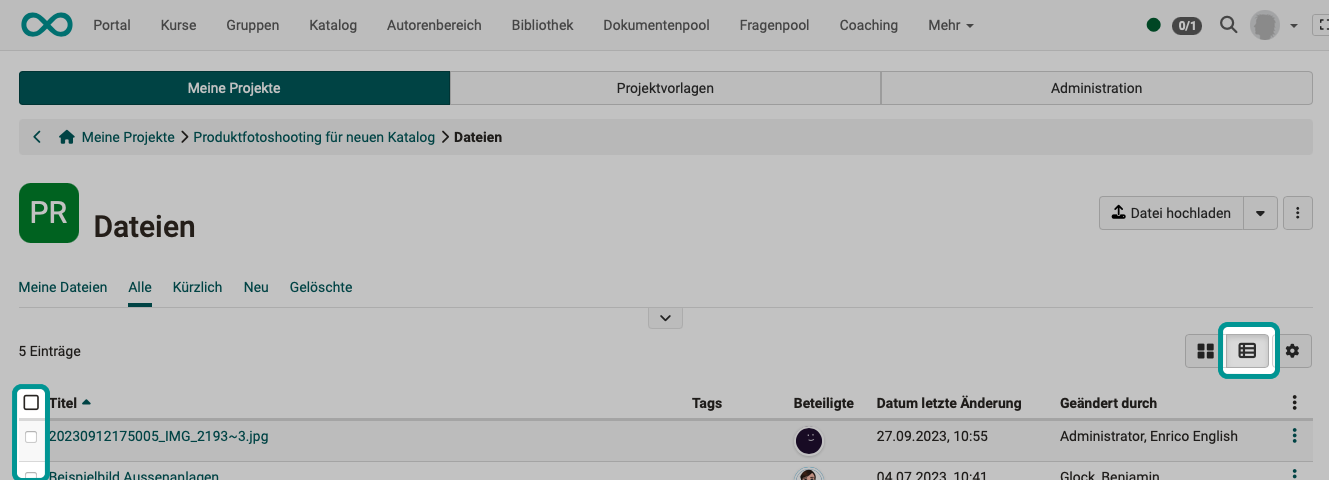 Portal Kurse Gruppen Katalog Autorenbereich Bibliothek Dokumentenpool Fragenpool Coaching Mehr 0/1
Meine Projekte Projektvorlagen Administration
Meine Projekte Produktfotoshooting für neuen Katalog Dateien
PR Dateien Datei hochladen
Meine Dateien Alle Kürzlich Neu Gelöschte
5 Einträge
Titel Tags Beteiligte Datum letzte Änderung Geändert durch
20230912175005_IMG_2193~3.jpg 27.09.2023, 10:55 Administrator, Enrico English
Beispielbild Aussenanlagen 04.07.2023, 10:41 Glock, Benjamin